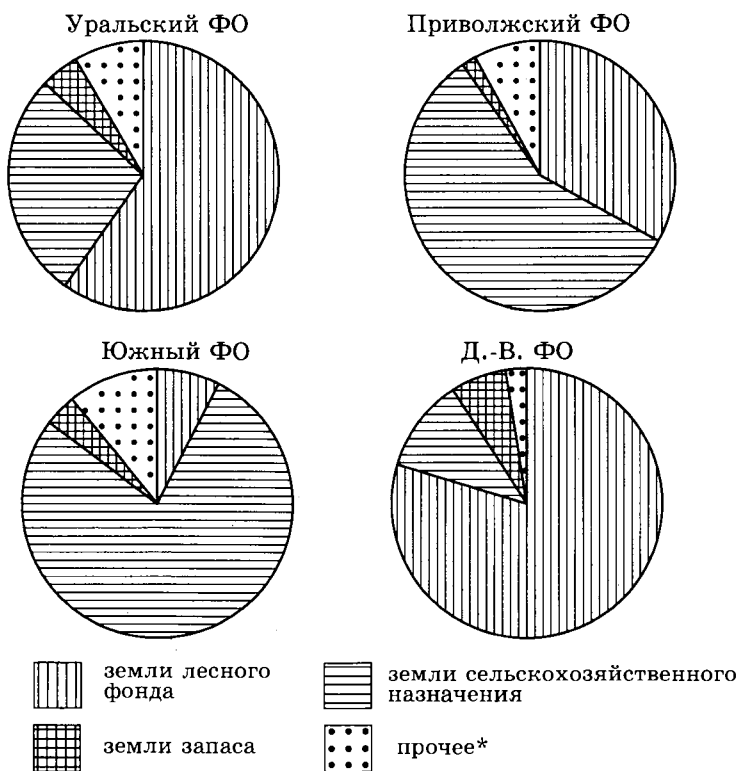 Уральский ФО
Приволжский ФО
Южный ФО
Д.-В. ФО
земли лесного
фонда
земли сельскохозяйственного
назначения
земли запаса
прочее*